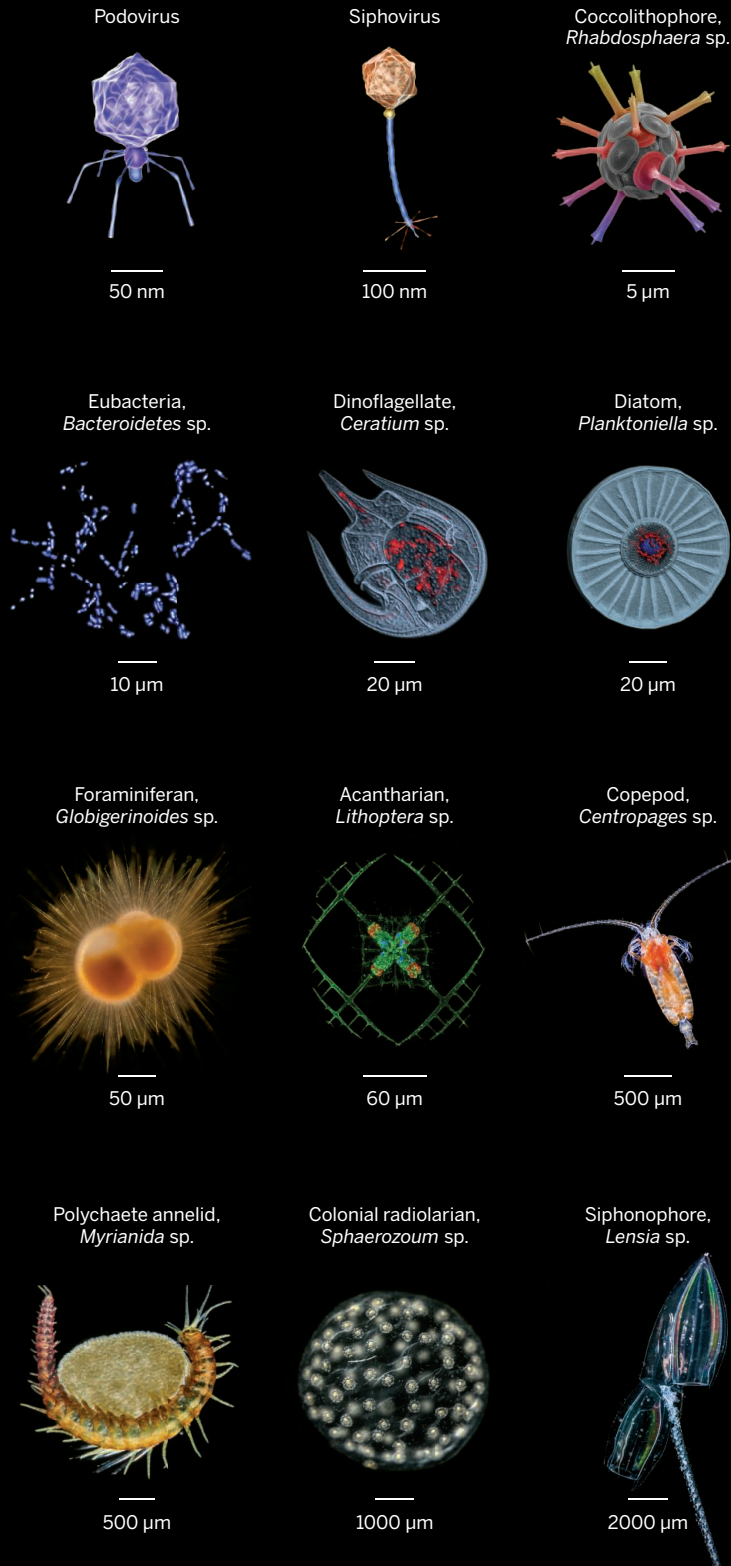 Podovirus
50 nm
Siphovirus
100 nm
Coccolithophore,
Rhabdosphaera sp.
5 µm
Eubacteria,
Bacteroidetes sp.
10 µm
Dinoflagellate,
Ceratium sp.
20 µm
Diatom,
Planktoniella sp.
20 µm
Foraminiferan,
Globigerinoides sp.
50 µm
Acantharian,
Lithoptera sp.
60 µm
Copepod,
Centropages sp.
500 µm
Polychaete annelid,
Myrianida sp.
500 µm
Colonial radiolarian,
Sphaerozoum sp.
1000 µm
Siphonophore,
Lensia sp.
2000 µm